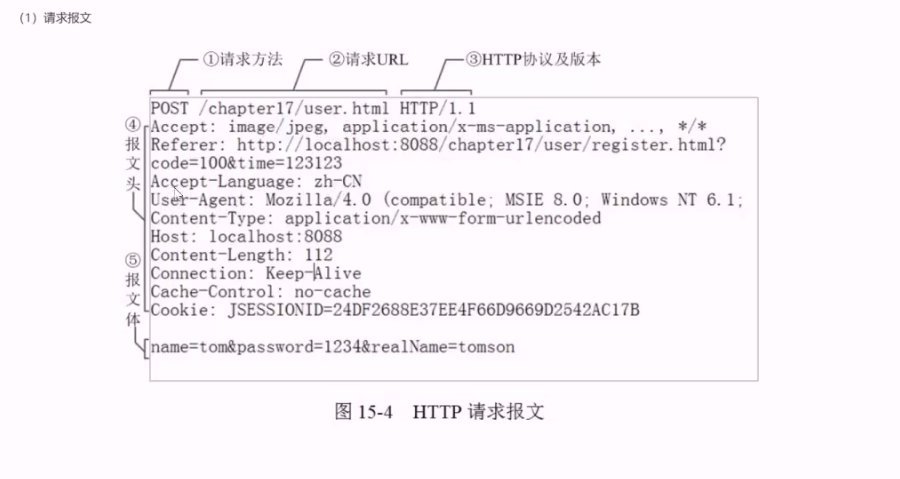 （1）请求报文
①请求方法 ②请求URL ③HTTP协议及版本
POST /chapter17/user.html HTTP/1.1
④报文头
Accept: image/jpeg, application/x-ms-application, ..., */*
Referer: http://localhost:8088/chapter17/user/register.html?
code=100&time=123123
Accept-Language: zh-CN
User-Agent: Mozilla/4.0 (compatible; MSIE 8.0; Windows NT 6.1;
Content-Type: application/x-www-form-urlencoded
Host: localhost:8088
Content-Length: 112
Connection: Keep-Alive
Cache-Control: no-cache
Cookie: JSESSIONID=24DF2688E37EE4F66D9669D2542AC17B
⑤报文体
name=tom&password=1234&realName=tomson
图 15-4 HTTP 请求报文